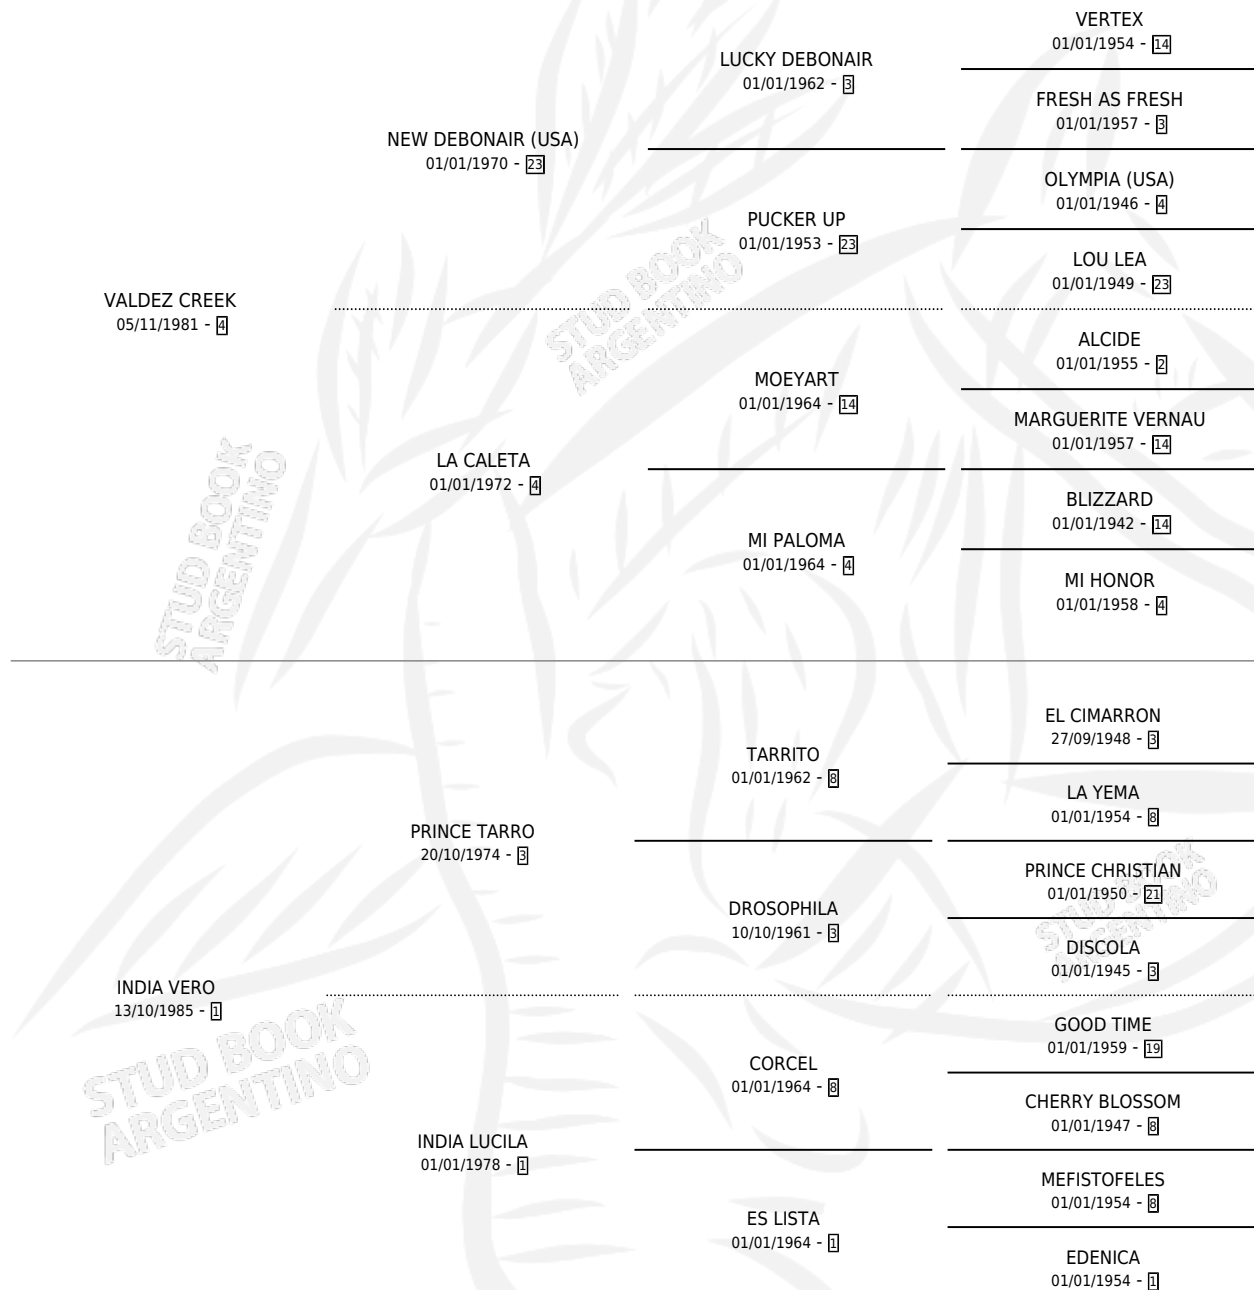 VERTEX
01/01/1954 - 14
LUCKY DEBONAIR
01/01/1962 - 3
FRESH AS FRESH
01/01/1957 - 3
NEW DEBONAIR (USA)
01/01/1970 - 23
OLYMPIA (USA)
01/01/1946 - 4
PUCKER UP
01/01/1953 - 23
LOU LEA
01/01/1949 - 23
VALDEZ CREEK
05/11/1981 - 4
ALCIDE
01/01/1955 - 2
MOEYART
01/01/1964 - 14
MARGUERITE VERNAU
01/01/1957 - 14
LA CALETA
01/01/1972 - 4
BLIZZARD
01/01/1942 - 14
MI PALOMA
01/01/1964 - 4
MI HONOR
01/01/1958 - 4
EL CIMARRON
27/09/1948 - 3
TARRITO
01/01/1962 - 8
LA YEMA
01/01/1954 - 8
PRINCE TARRO
20/10/1974 - 3
PRINCE CHRISTIAN
01/01/1950 - 21
DROSOPHILA
10/10/1961 - 3
DISCOLA
01/01/1945 - 3
INDIA VERO
13/10/1985 - 1
GOOD TIME
01/01/1959 - 19
CORCEL
01/01/1964 - 8
CHERRY BLOSSOM
01/01/1947 - 8
INDIA LUCILA
01/01/1978 - 1
MEFISTOFELES
01/01/1954 - 8
ES LISTA
01/01/1964 - 1
EDENICA
01/01/1954 - 1
STUD BOOK
ARGENTINO
STUD BOOK
ARGENTINO
STUD BOOK
ARGENTINO
STUD BOOK
ARGENTINO